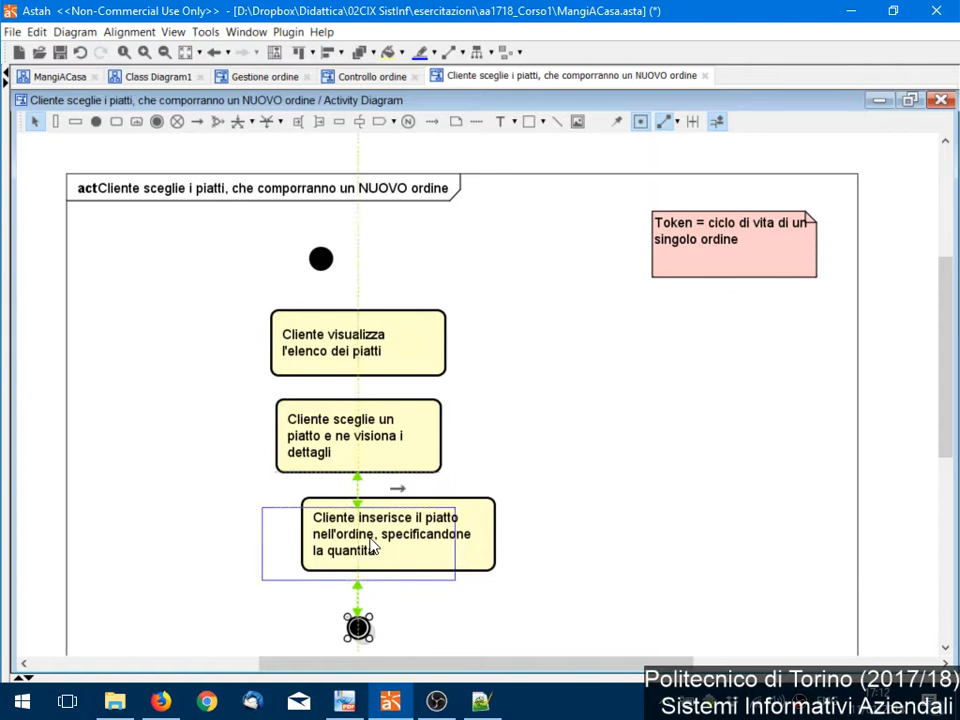 Astah <<Non-Commercial Use Only>> - [D:\Dropbox\Didattica\02CIX SistInf\esercitazioni\aa1718_Corso1\MangiACasa.asta] (*)
File Edit Diagram Alignment View Tools Window Plugin Help
MangiACasa Class Diagram1 Gestione ordine Controllo ordine Cliente sceglie i piatti, che comporranno un NUOVO ordine
Cliente sceglie i piatti, che comporranno un NUOVO ordine / Activity Diagram
N T
actCliente sceglie i piatti, che comporranno un NUOVO ordine
Token = ciclo di vita di un
singolo ordine
Cliente visualizza
l'elenco dei piatti
Cliente sceglie un
piatto e ne visiona i
dettagli
Cliente inserisce il piatto
nell'ordine, specificandone
la quantità
Politecnico di Torino (2017/18)
17:12
Sistemi Informativi Aziendali